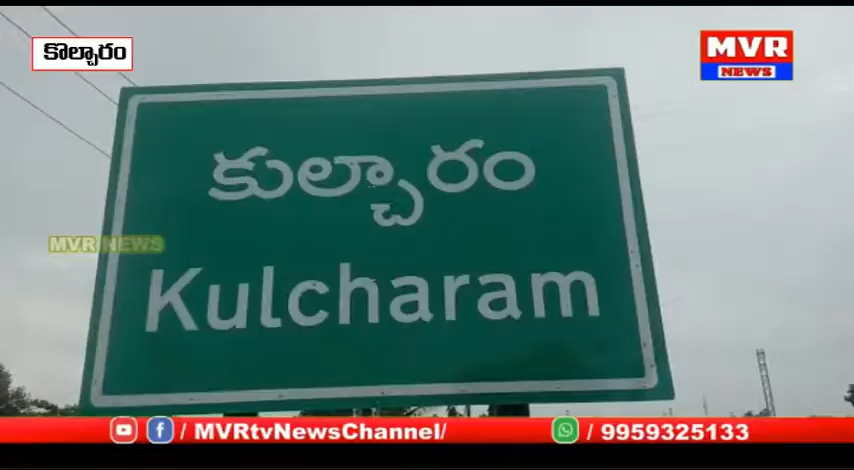 కొల్చారం
MVR
NEWS
కుల్చారం
MVR NEWS
Kulcharam
/ MVRtvNewsChannel/
/ 9959325133